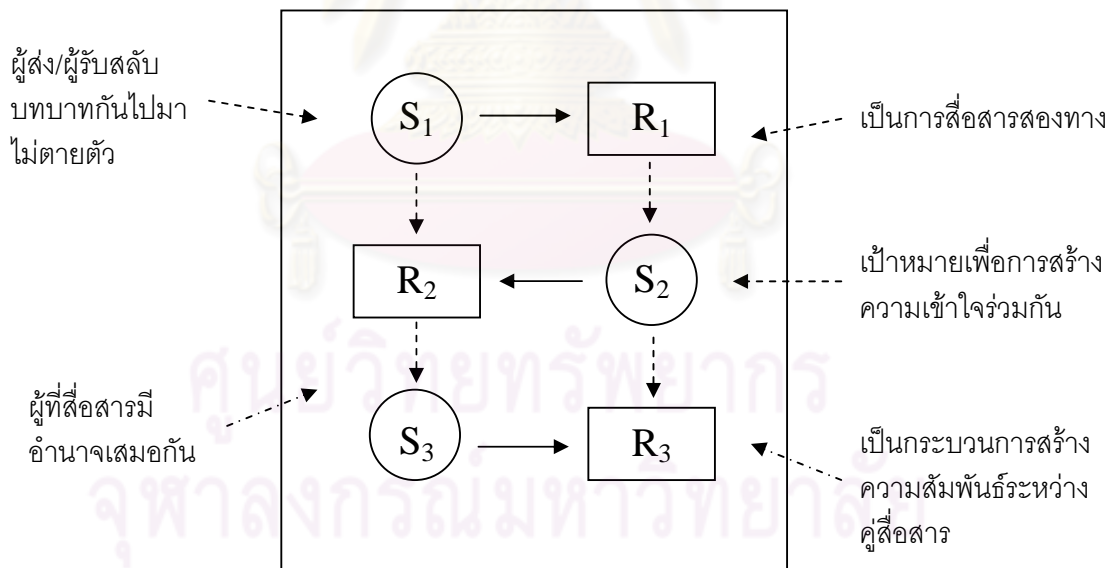 ผู้ส่ง/ผู้รับสลับ
บทบาทกันไปมา
ไม่ตายตัว
S₁
R₁
เป็นการสื่อสารสองทาง
R₂
S₂
เป้าหมายเพื่อการสร้าง
ความเข้าใจร่วมกัน
ผู้ที่สื่อสารมี
อำนาจเสมอกัน
S₃
R₃
เป็นกระบวนการสร้าง
ความสัมพันธ์ระหว่าง
คู่สื่อสาร
ศูนย์วิทยทรัพยากร
จุฬาลงกรณ์มหาวิทยาลัย